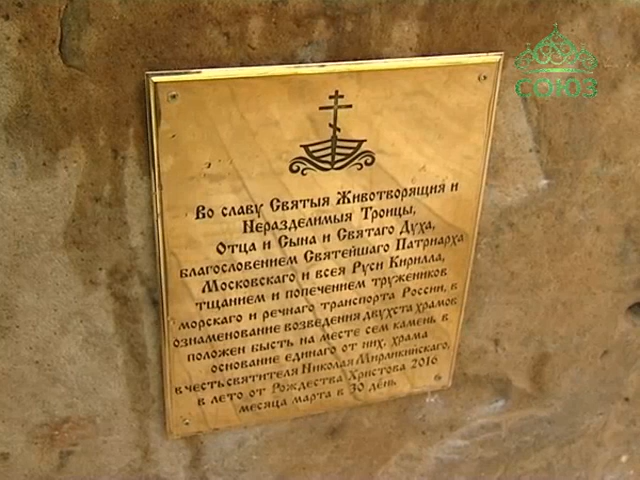 СОЮЗ
Во славу Святыя Животворящия и
Неразделимыя Троицы,
Отца и Сына и Святаго Духа,
благословением Святейшаго Патриарха
Московскаго и всея Руси Кирилла,
тщанием и попечением тружеников
морскаго и речнаго транспорта России, в
ознаменование возведения двухста храмов
положен бысть на месте сем камень в
основание единаго от них, храма
в честь святителя Николая Мирликийскаго,
в лето от Рождества Христова 2016
месяца марта в 30 день